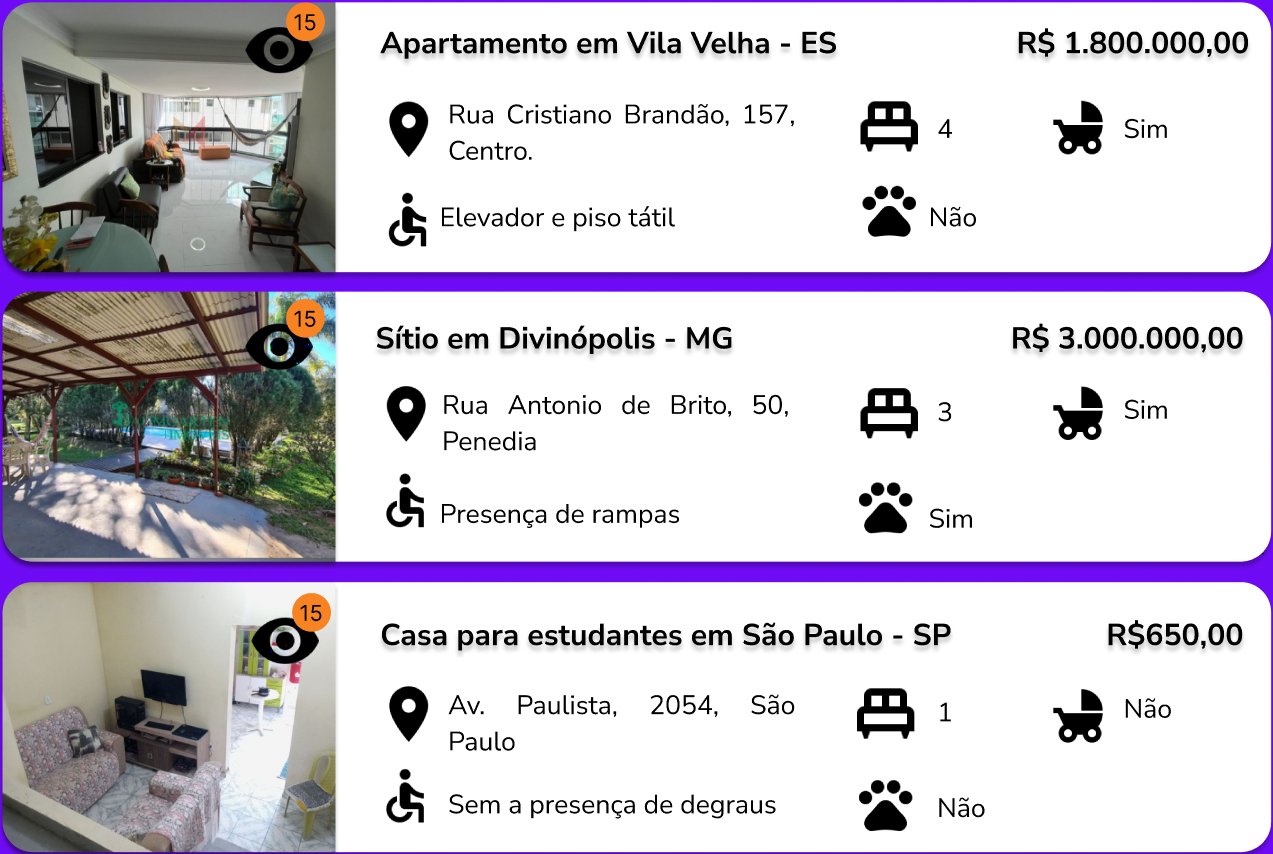 15
Apartamento em Vila Velha - ES
R$ 1.800.000,00
Rua Cristiano Brandão, 157,
Centro.
4
Sim
Elevador e piso tátil
Não
15
Sítio em Divinópolis - MG
R$ 3.000.000,00
Rua Antonio de Brito, 50,
Penedia
3
Sim
Presença de rampas
Sim
15
Casa para estudantes em São Paulo - SP
R$650,00
Av. Paulista, 2054, São
Paulo
1
Não
Sem a presença de degraus
Não